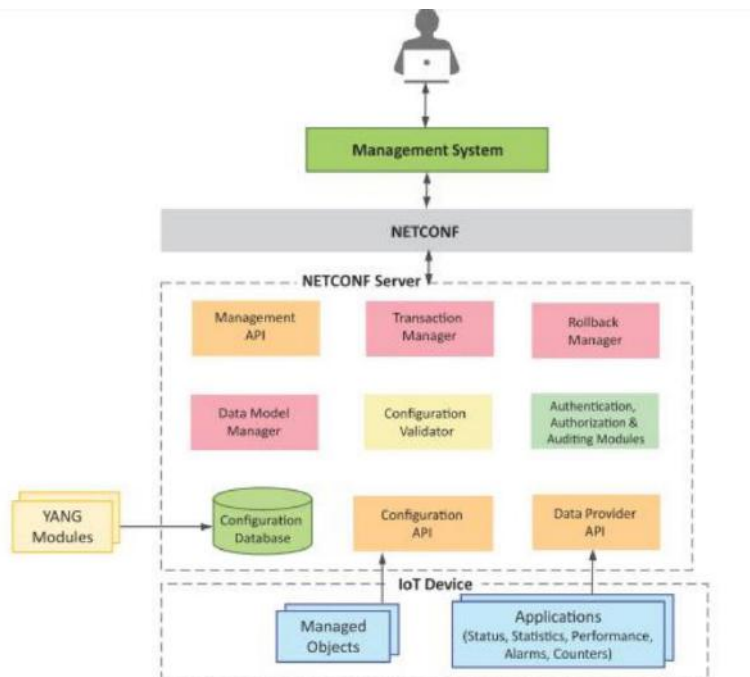 Management System
NETCONF
NETCONF Server
Management
API
Transaction
Manager
Rollback
Manager
Data Model
Manager
Configuration
Validator
Authentication,
Authorization &
Auditing Modules
YANG
Modules
Configuration
Database
Configuration
API
Data Provider
API
IoT Device
Managed
Objects
Applications
(Status, Statistics, Performance,
Alarms, Counters)